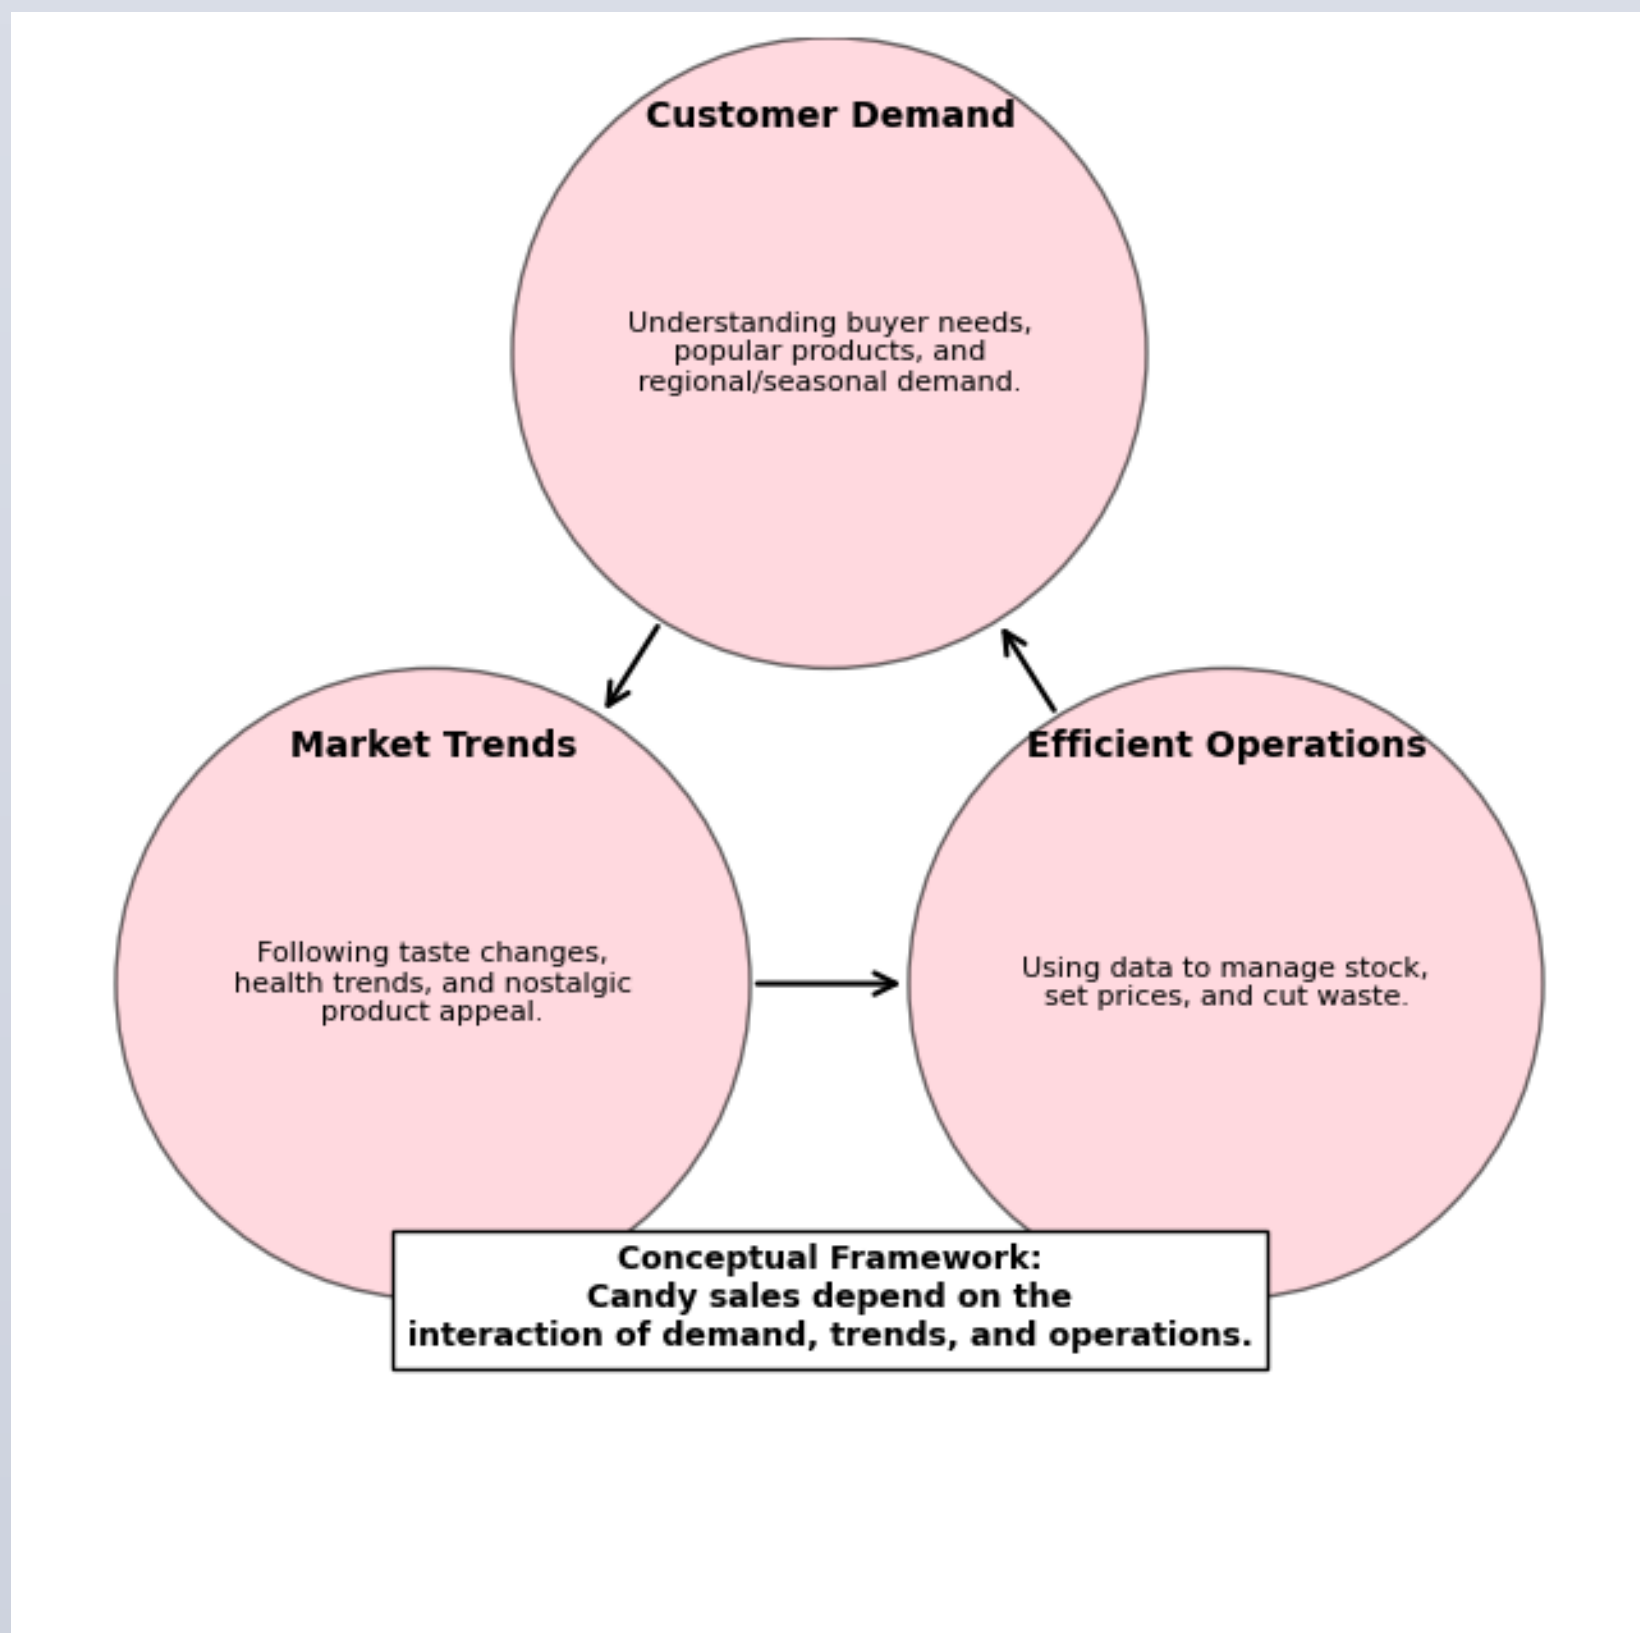 Customer Demand
Understanding buyer needs,
popular products, and
regional/seasonal demand.
Market Trends
Following taste changes,
health trends, and nostalgic
product appeal.
Efficient Operations
Using data to manage stock,
set prices, and cut waste.
Conceptual Framework:
Candy sales depend on the
interaction of demand, trends, and operations.